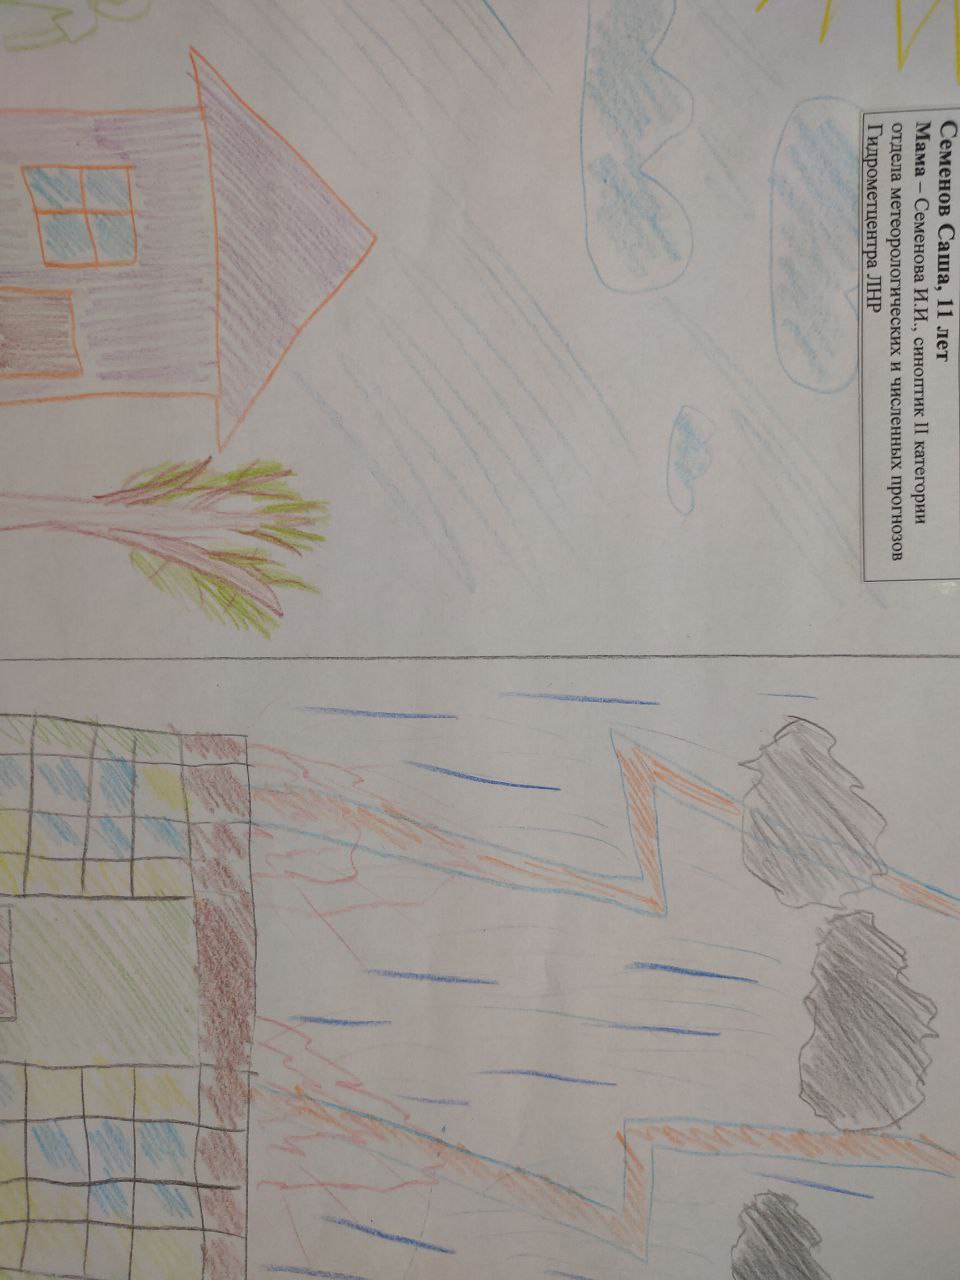 Семенов Саша, 11 лет
Мама – Семенова И.И., синоптик II категории
отдела метеорологических и численных прогнозов
Гидрометцентра ЛНР